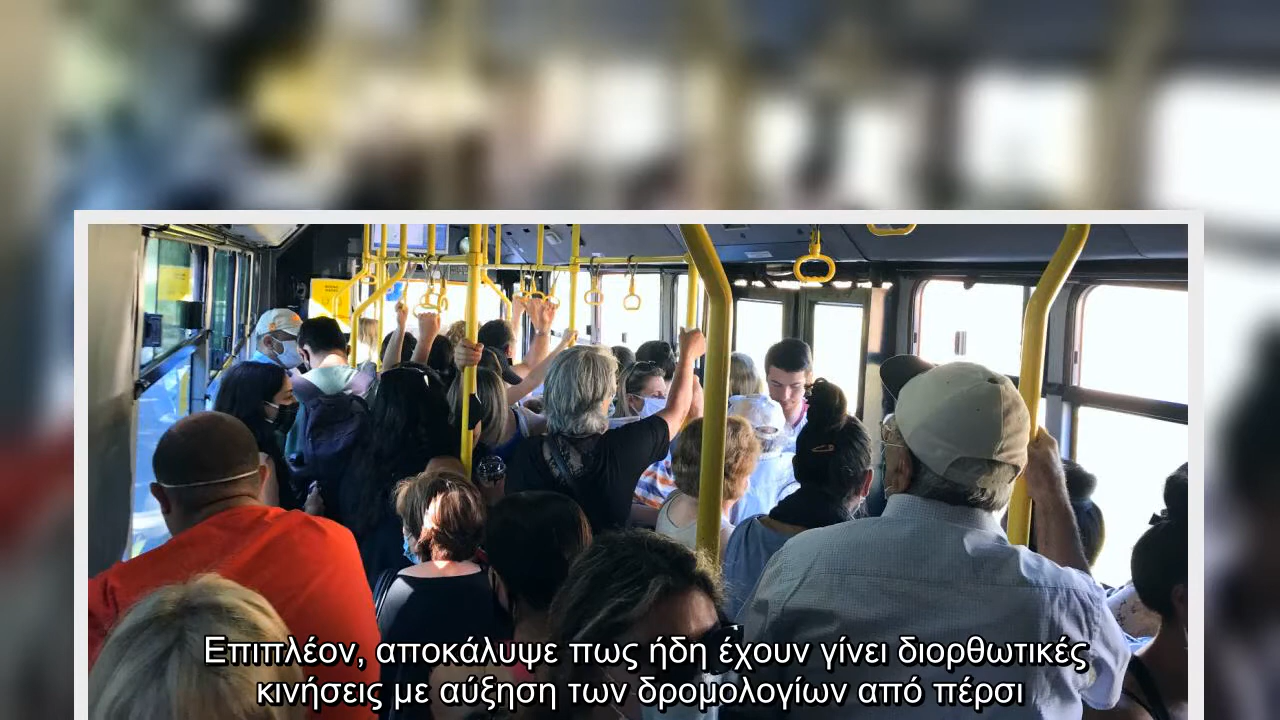 Επιπλέον, αποκάλυψε πως ήδη έχουν γίνει διορθωτικές
κινήσεις με αύξηση των δρομολογίων από πέρσι